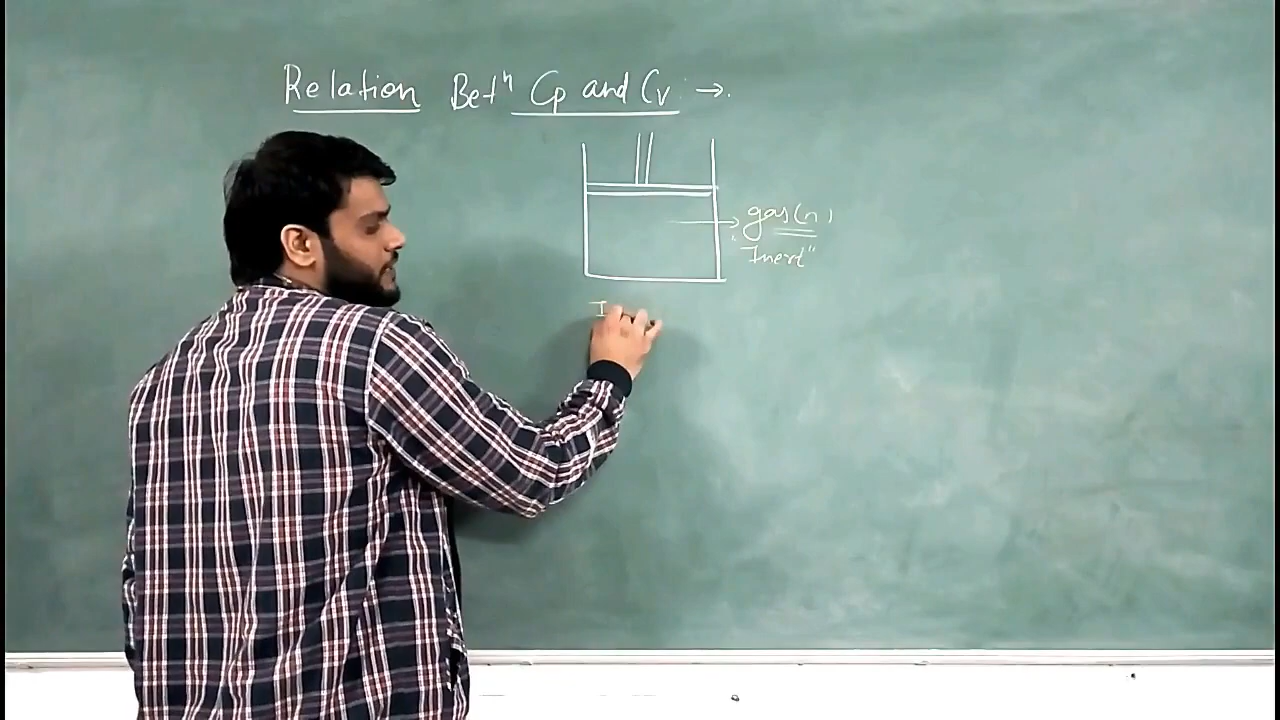 Relation Betⁿ Cp and Cv →.
gas(n)
"Inert"
I